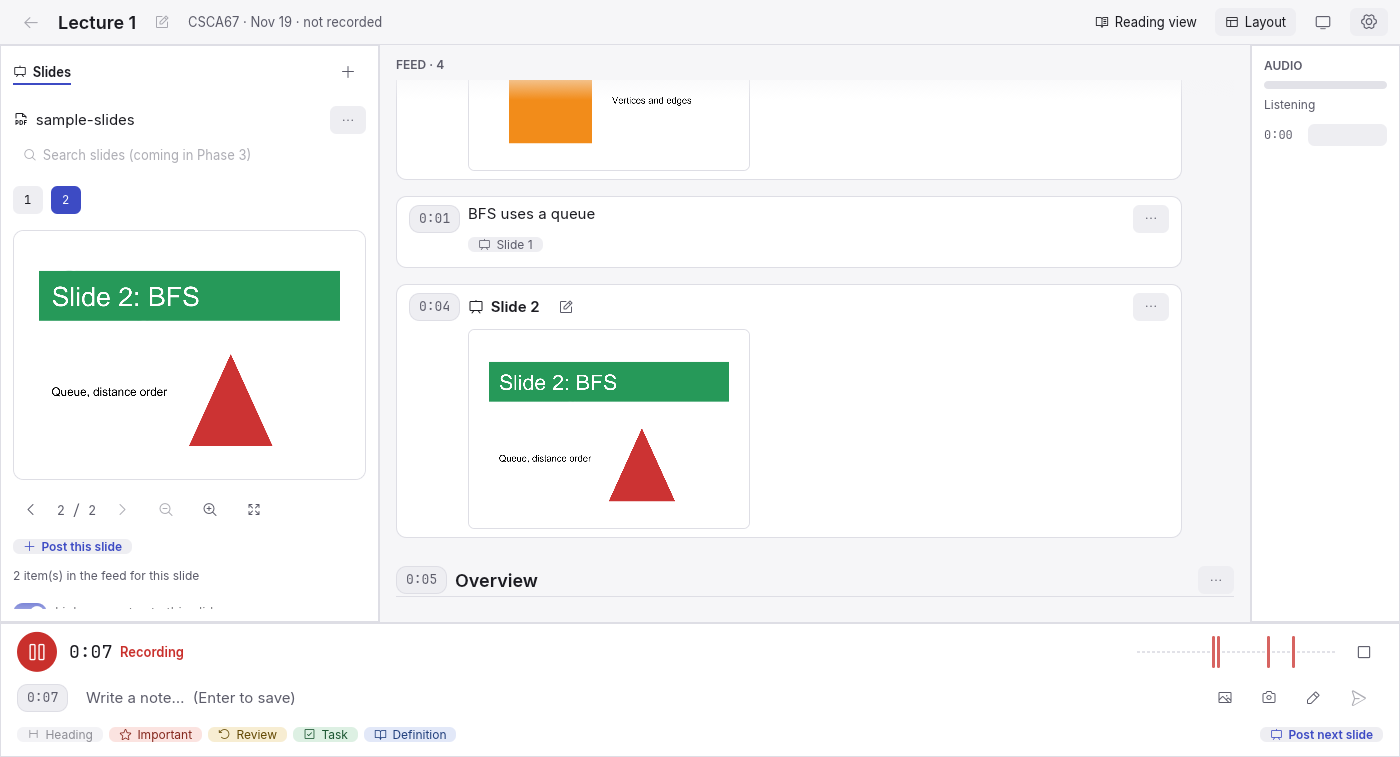 Lecture 1
CSCA67 · Nov 19 · not recorded
Reading view
Layout
Slides
PDF
sample-slides
Search slides (coming in Phase 3)
1
2
Slide 2: BFS
Queue, distance order
2 / 2
Post this slide
2 item(s) in the feed for this slide
FEED · 4
Vertices and edges
0:01
BFS uses a queue
Slide 1
0:04
Slide 2
Slide 2: BFS
Queue, distance order
0:05
Overview
AUDIO
Listening
0:00
0:07
Recording
0:07
Write a note... (Enter to save)
Heading
Important
Review
Task
Definition
Post next slide